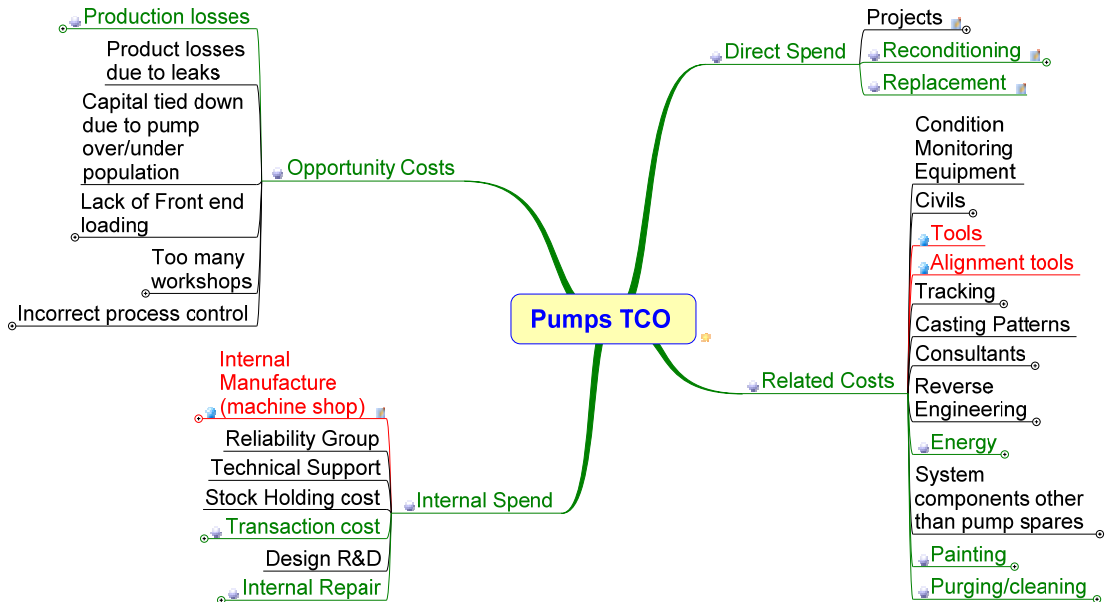 Pumps TCO
Direct Spend
Projects
Reconditioning
Replacement
Related Costs
Condition
Monitoring
Equipment
Civils
Tools
Alignment tools
Tracking
Casting Patterns
Consultants
Reverse
Engineering
Energy
System
components other
than pump spares
Painting
Purging/cleaning
Opportunity Costs
Production losses
Product losses
due to leaks
Capital tied down
due to pump
over/under
population
Lack of Front end
loading
Too many
workshops
Incorrect process control
Internal Spend
Internal
Manufacture
(machine shop)
Reliability Group
Technical Support
Stock Holding cost
Transaction cost
Design R&D
Internal Repair